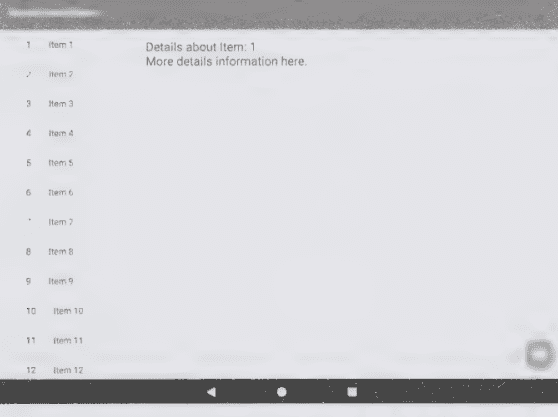 1 Item 1
2 Item 2
3 Item 3
4 Item 4
5 Item 5
6 Item 6
Item 7
8 Item 8
9 Item 9
10 Item 10
11 Item 11
12 Item 12
Details about Item: 1
More details information here.